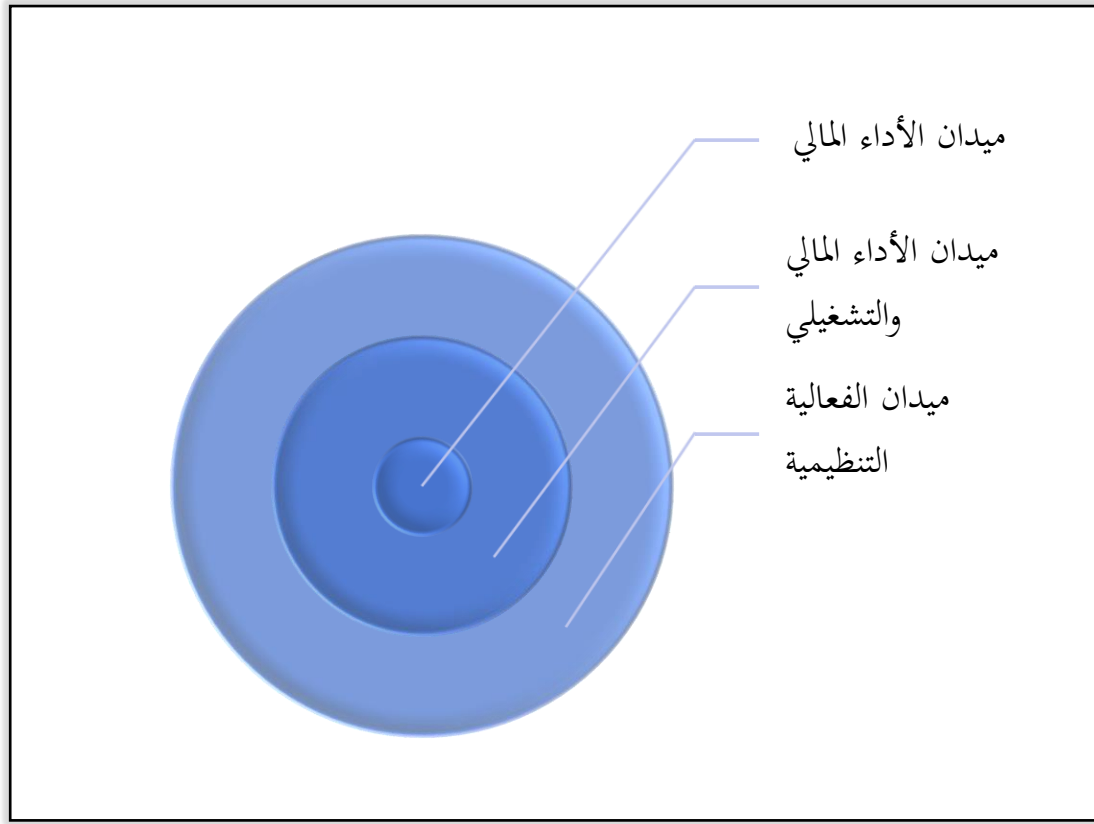 ميدان الأداء المالي
ميدان الأداء المالي
والتشغيلي
ميدان الفعالية
التنظيمية